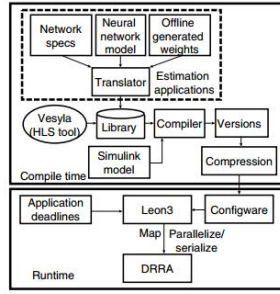 Network
specs
Neural
network
model
Offline
generated
weights
Translator
Estimation
applications
Vesyla
(HLS tool)
Library
Compiler
Versions
Simulink
model
Compression
Compile time
Application
deadlines
Leon3
Configware
Map
Parallelize/
serialize
DRRA
Runtime